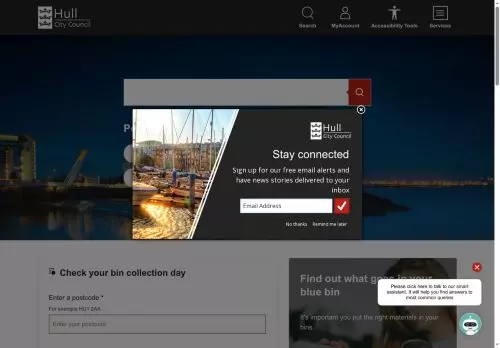 Hull
City Council
Search
MyAccount
Accessibility Tools
Services
Hull
City Council
Stay connected
Sign up for our free email alerts and
have news stories delivered to your
inbox
Email Address
No thanks Remind me later
Check your bin collection day
Enter a postcode *
For example HU1 2AA
Enter your postcode
Find out what goes in your
blue bin
It's important you put the right materials in your
bins
Please click here to talk to our smart
assistant. It will help you find answers to
most common queries